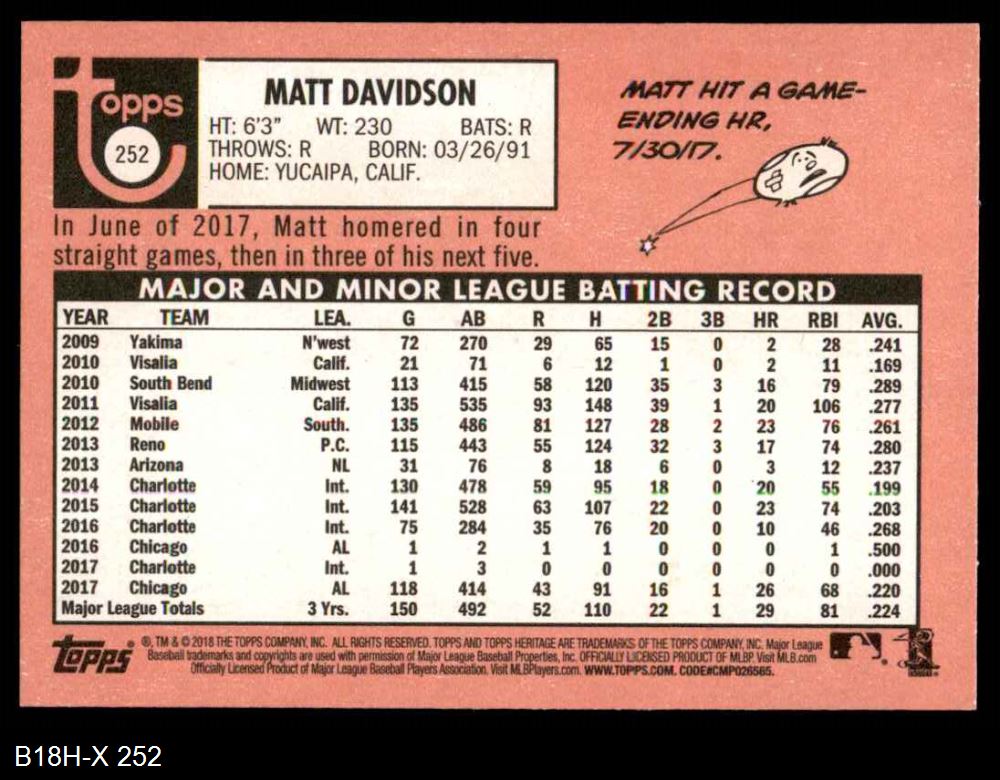 Topps
252
MATT DAVIDSON
HT: 6'3" WT: 230 BATS: R
THROWS: R BORN: 03/26/91
HOME: YUCAIPA, CALIF.
MATT HIT A GAME-
ENDING HR,
7/30/17.
In June of 2017, Matt homered in four
straight games, then in three of his next five.
MAJOR AND MINOR LEAGUE BATTING RECORD
YEAR TEAM LEA. G AB R H 2B 3B HR RBI AVG.
2009 Yakima N'west 72 270 29 65 15 0 2 28 .241
2010 Visalia Calif. 21 71 6 12 1 0 2 11 .169
2010 South Bend Midwest 113 415 58 120 35 3 16 79 .289
2011 Visalia Calif. 135 535 93 148 39 1 20 106 .277
2012 Mobile South. 135 486 81 127 28 2 23 76 .261
2013 Reno P.C. 115 443 55 124 32 3 17 74 .280
2013 Arizona NL 31 76 8 18 6 0 3 12 .237
2014 Charlotte Int. 130 478 59 95 18 0 20 55 .199
2015 Charlotte Int. 141 528 63 107 22 0 23 74 .203
2016 Charlotte Int. 75 284 35 76 20 0 10 46 .268
2016 Chicago AL 1 2 1 1 0 0 0 1 .500
2017 Charlotte Int. 1 3 0 0 0 0 0 0 .000
2017 Chicago AL 118 414 43 91 16 1 26 68 .220
Major League Totals 3 Yrs. 150 492 52 110 22 1 29 81 .224
Topps
®, TM & © 2018 THE TOPPS COMPANY, INC. ALL RIGHTS RESERVED. TOPPS AND TOPPS HERITAGE ARE TRADEMARKS OF THE TOPPS COMPANY, INC. Major League
Baseball trademarks and copyrights are used with permission of Major League Baseball Properties, Inc. OFFICIALLY LICENSED PRODUCT OF MLBP. Visit MLB.com
Officially Licensed Product of Major League Baseball Players Association. Visit MLBPlayers.com. WWW.TOPPS.COM. CODE#CMP026565.
B18H-X 252